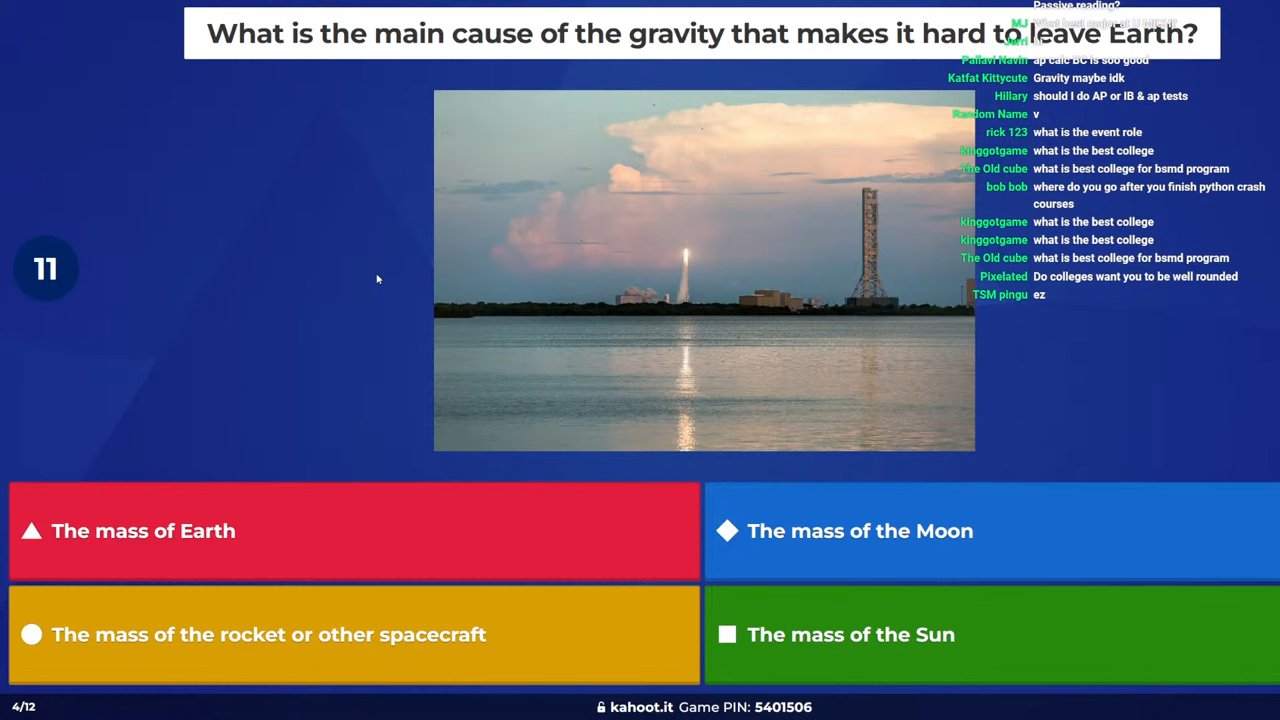 Passive reading?
What is the main cause of the gravity that makes it hard to leave Earth?
MJ What best major at U
Pallavi Navin ap calc BC is soo good
Katfat Kittycute Gravity maybe idk
Hillary should I do AP or IB & ap tests
Random Name v
rick 123 what is the event role
kinggotgame what is the best college
The Old cube what is best college for bsmd program
bob bob where do you go after you finish python crash
courses
kinggotgame what is the best college
kinggotgame what is the best college
The Old cube what is best college for bsmd program
Pixelated Do colleges want you to be well rounded
TSM pingu ez
11
The mass of Earth
The mass of the Moon
The mass of the rocket or other spacecraft
The mass of the Sun
4/12
kahoot.it Game PIN: 5401506